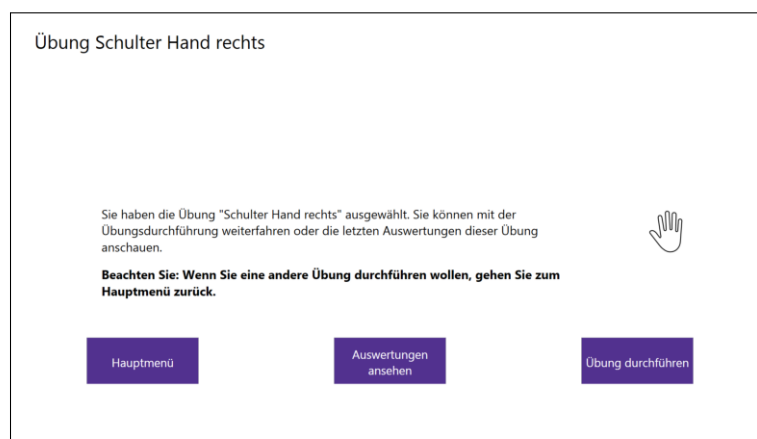 Übung Schulter Hand rechts
Sie haben die Übung "Schulter Hand rechts" ausgewählt. Sie können mit der
Übungsdurchführung weiterfahren oder die letzten Auswertungen dieser Übung
anschauen.
Beachten Sie: Wenn Sie eine andere Übung durchführen wollen, gehen Sie zum
Hauptmenü zurück.
Hauptmenü
Auswertungen
ansehen
Übung durchführen